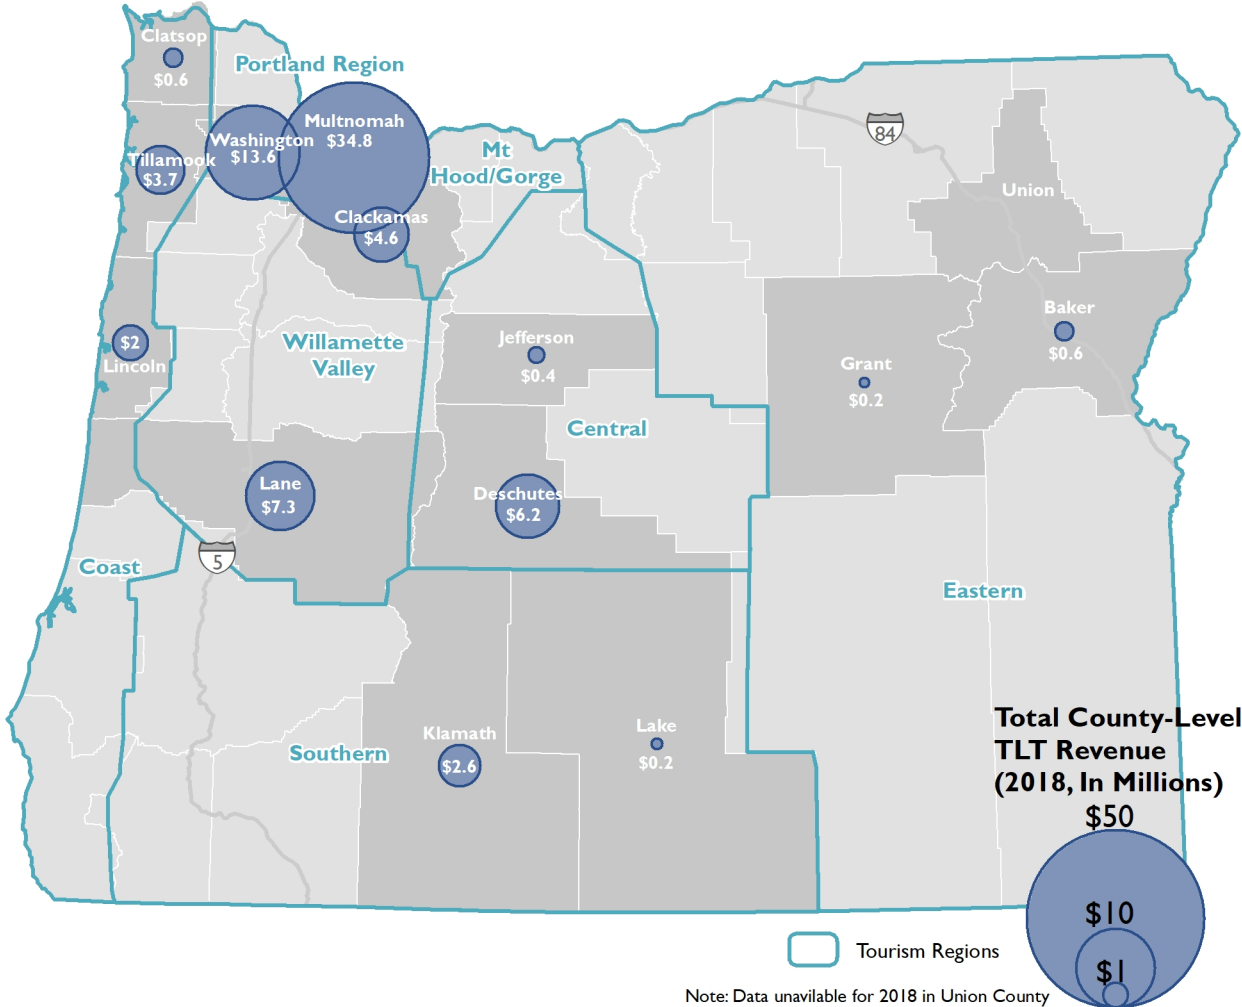 Clatsop
$0.6
Portland Region
Multnomah
$34.8
Washington
$13.6
84
Mt
Hood/Gorge
Tillamook
$3.7
Union
Clackamas
$4.6
$2
Lincoln
Willamette
Valley
Jefferson
$0.4
Grant
$0.2
Baker
$0.6
Central
Lane
$7.3
Deschutes
$6.2
5
Coast
Eastern
Klamath
$2.6
Lake
$0.2
Southern
Total County-Level
TLT Revenue
(2018, In Millions)
$50
$10
$1
Tourism Regions
Note: Data unavilable for 2018 in Union County